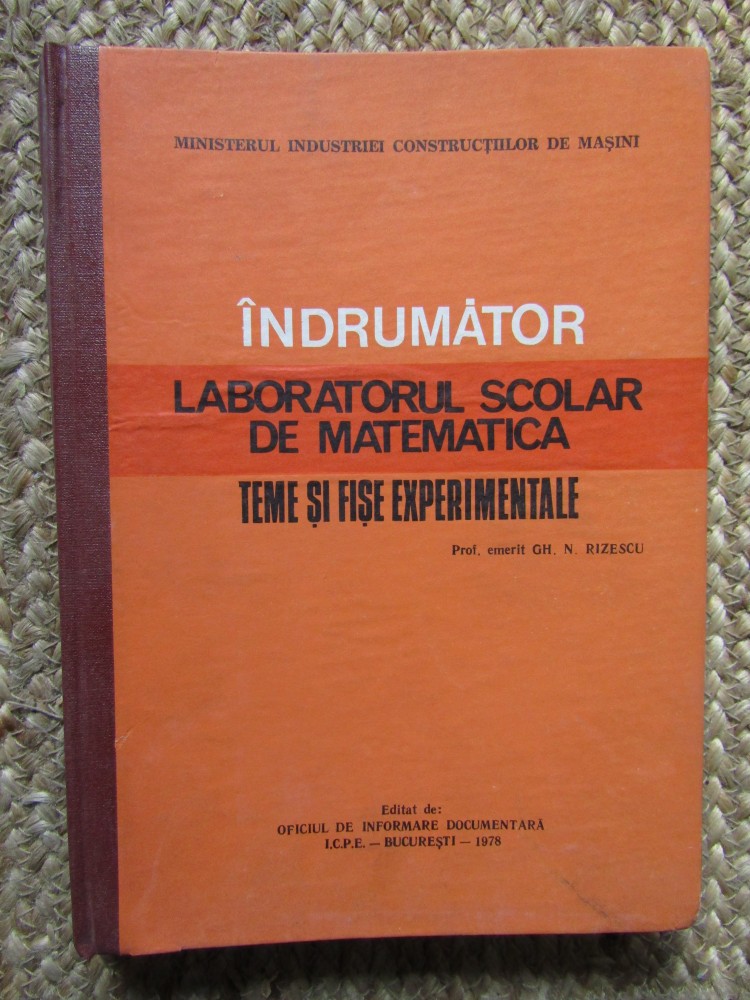 MINISTERUL INDUSTRIEI CONSTRUCȚIILOR DE MAȘINI
ÎNDRUMĂTOR
LABORATORUL SCOLAR
DE MATEMATICA
TEME ȘI FIȘE EXPERIMENTALE
Prof. emerit GH. N. RIZESCU
Editat de:
OFICIUL DE INFORMARE DOCUMENTARĂ
I.C.P.E. — BUCUREȘTI — 1978